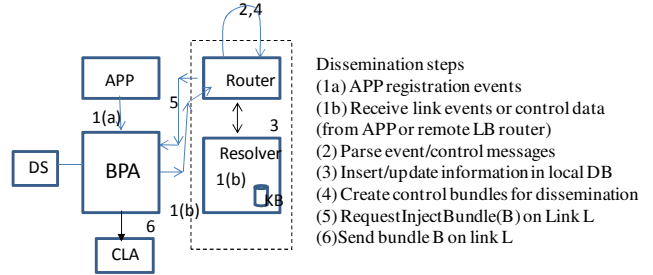 2,4
APP
Router
1(a)
5
3
Resolver
1(b)
DS
BPA
KB
1(b)
6
CLA
Dissemination steps
(1a) APP registration events
(1b) Receive link events or control data
(from APP or remote LB router)
(2) Parse event/control messages
(3) Insert/update information in local DB
(4) Create control bundles for dissemination
(5) RequestInjectBundle(B) on Link L
(6)Send bundle B on link L